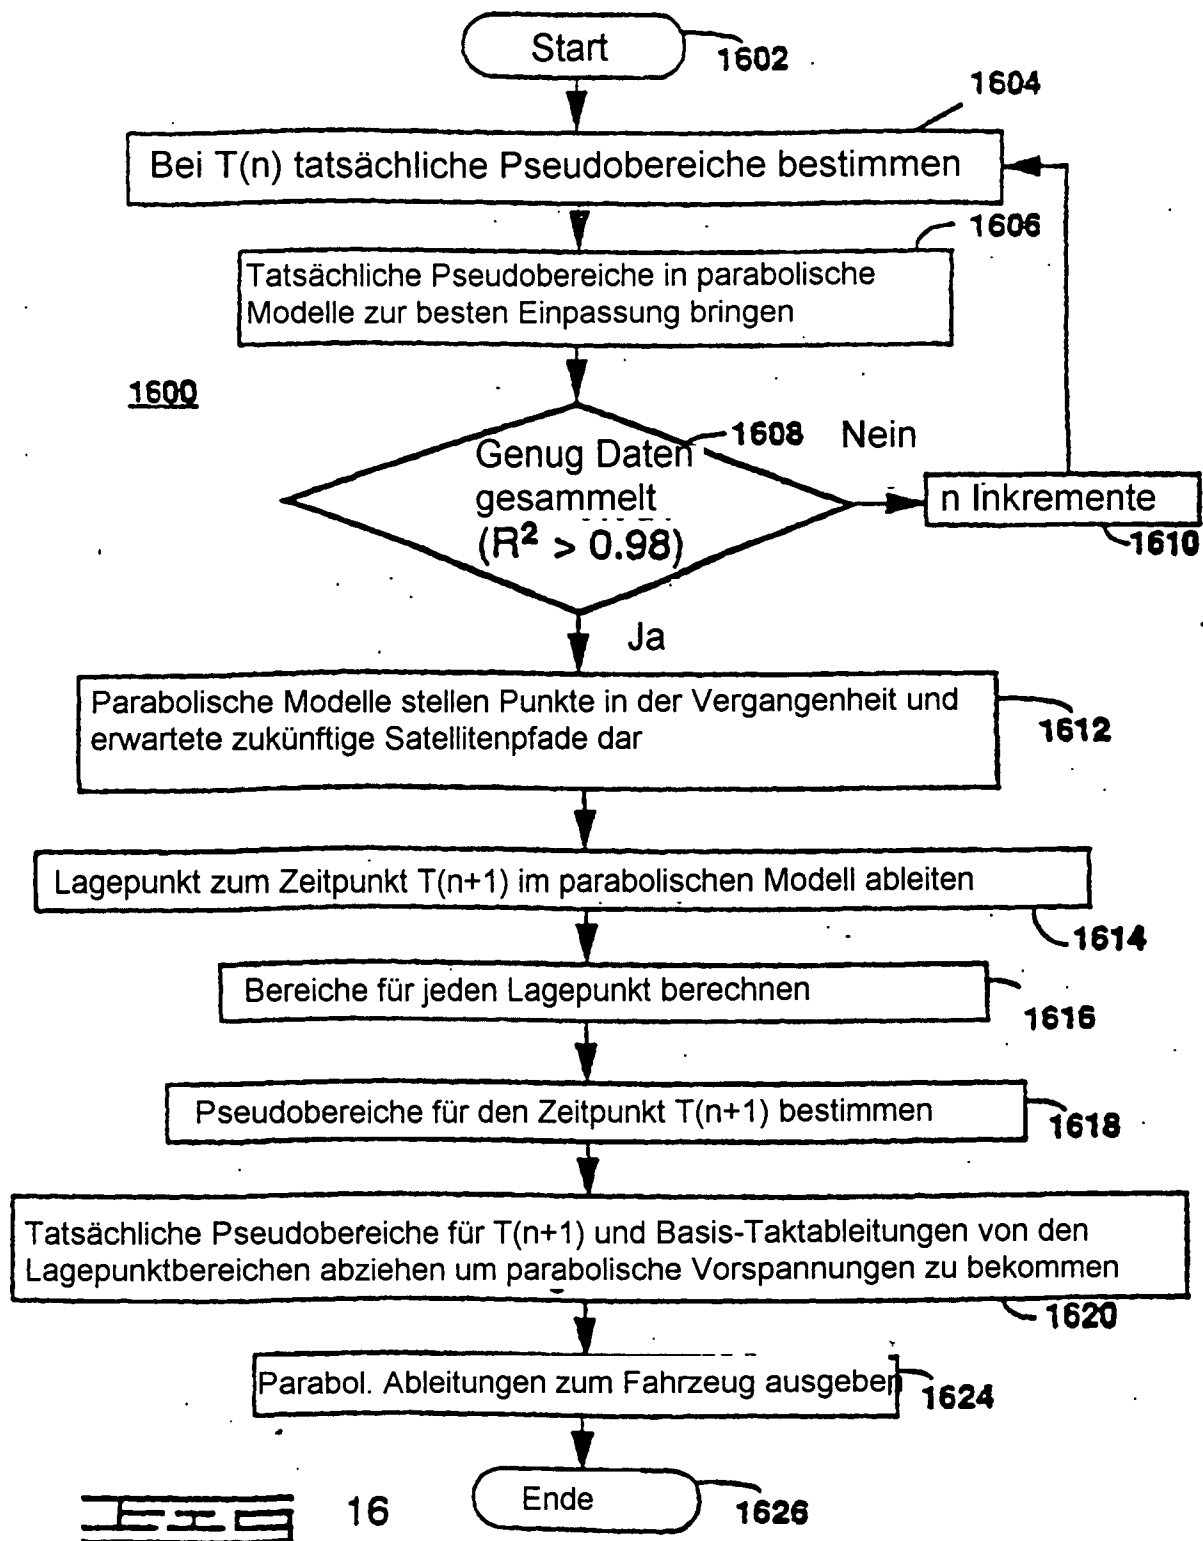 Start
1602
1604
Bei T(n) tatsächliche Pseudobereiche bestimmen
1606
Tatsächliche Pseudobereiche in parabolische
Modelle zur besten Einpassung bringen
1600
1608
Nein
Genug Daten
gesammelt
(R² > 0.98)
n Inkremente
1610
Ja
Parabolische Modelle stellen Punkte in der Vergangenheit und
erwartete zukünftige Satellitenpfade dar
1612
Lagepunkt zum Zeitpunkt T(n+1) im parabolischen Modell ableiten
1614
Bereiche für jeden Lagepunkt berechnen
1616
Pseudobereiche für den Zeitpunkt T(n+1) bestimmen
1618
Tatsächliche Pseudobereiche für T(n+1) und Basis-Taktableitungen von den
Lagepunktbereichen abziehen um parabolische Vorspannungen zu bekommen
1620
Parabol. Ableitungen zum Fahrzeug ausgeben
1624
Ende
1626
16